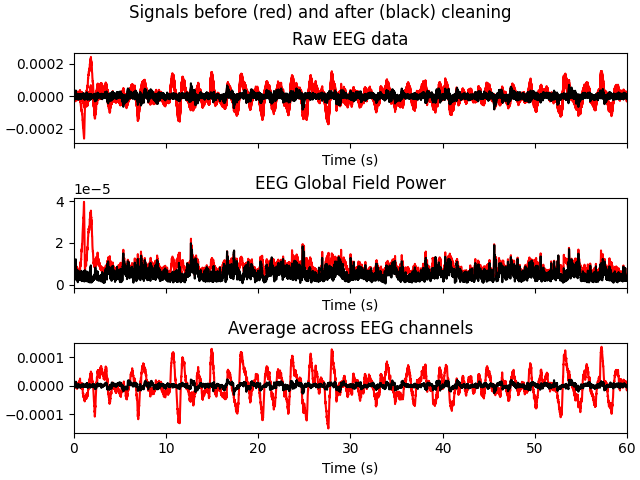 Signals before (red) and after (black) cleaning
Raw EEG data
0.0002
0.0000
−0.0002
Time (s)
EEG Global Field Power
1e−5
4
2
0
Time (s)
Average across EEG channels
0.0001
0.0000
−0.0001
0 10 20 30 40 50 60
Time (s)